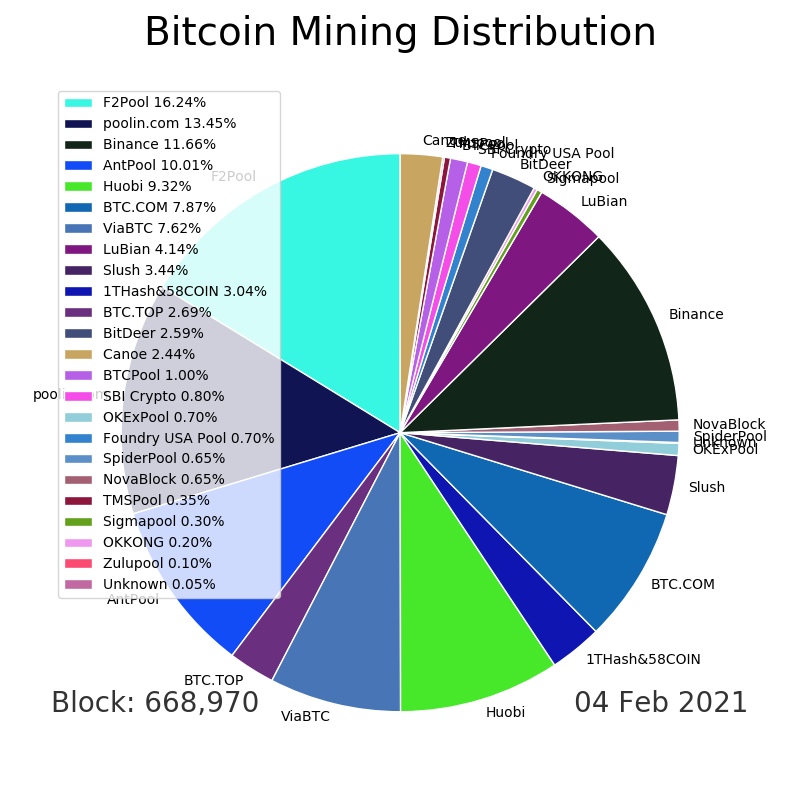 Bitcoin Mining Distribution
F2Pool 16.24%
poolin.com 13.45%
Binance 11.66%
AntPool 10.01%
Huobi 9.32%
BTC.COM 7.87%
ViaBTC 7.62%
LuBian 4.14%
Slush 3.44%
1THash&58COIN 3.04%
BTC.TOP 2.69%
BitDeer 2.59%
Canoe 2.44%
BTCPool 1.00%
SBI Crypto 0.80%
OKExPool 0.70%
Foundry USA Pool 0.70%
SpiderPool 0.65%
NovaBlock 0.65%
TMSPool 0.35%
Sigmapool 0.30%
OKKONG 0.20%
Zulupool 0.10%
Unknown 0.05%
F2Pool
AntPool
BTC.TOP
ViaBTC
Huobi
1THash&58COIN
BTC.COM
Slush
OKExPool
Unknown
SpiderPool
NovaBlock
Binance
LuBian
Sigmapool
OKKONG
BitDeer
Foundry USA Pool
SBI Crypto
Canoe
Block: 668,970
04 Feb 2021